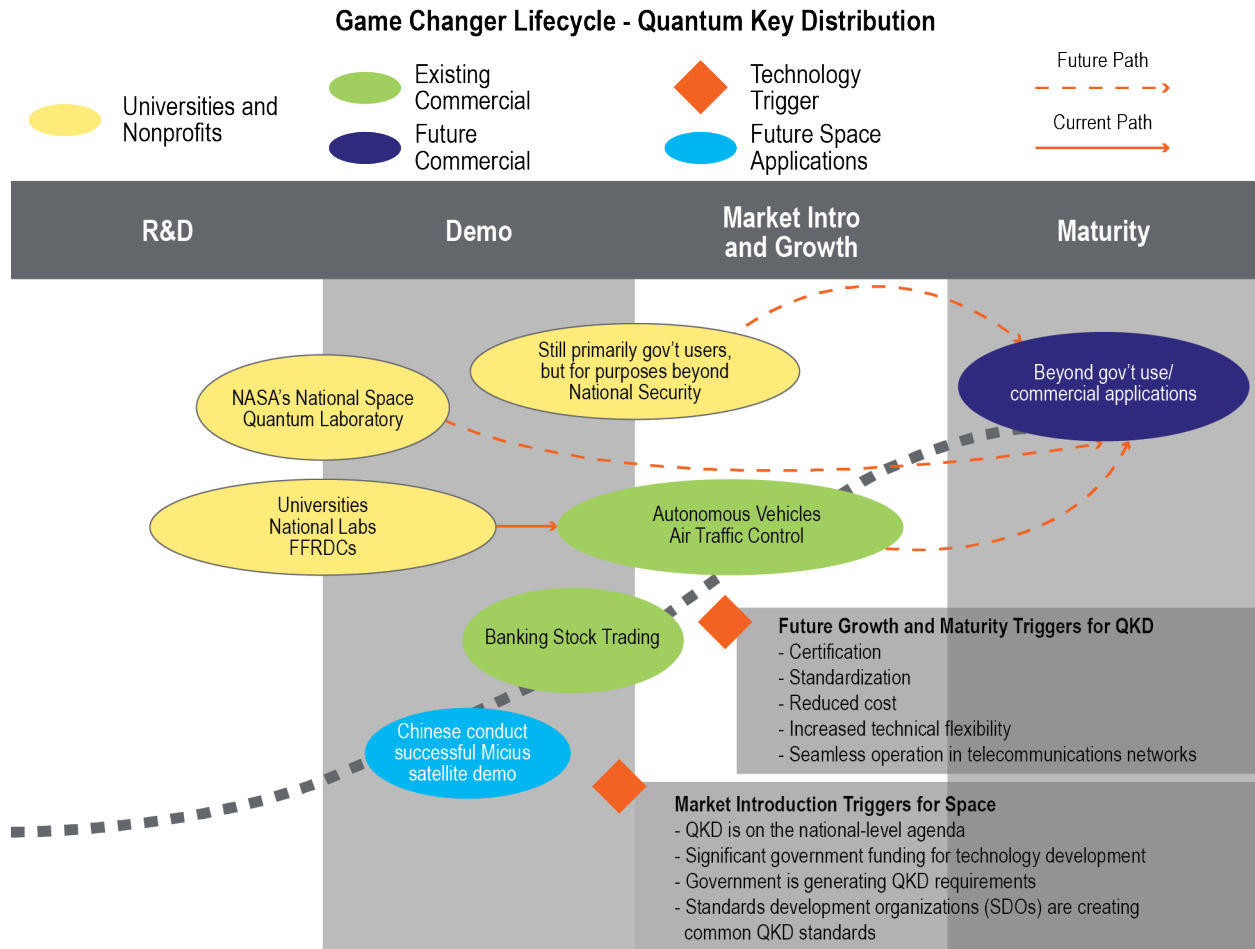 Game Changer Lifecycle - Quantum Key Distribution
Universities and
Nonprofits
Existing
Commercial
Future
Commercial
Technology
Trigger
Future Space
Applications
Future Path
Current Path
R&D
Demo
Market Intro
and Growth
Maturity
Still primarily gov’t users,
but for purposes beyond
National Security
Beyond gov’t use/
commercial applications
NASA’s National Space
Quantum Laboratory
Universities
National Labs
FFRDCs
Autonomous Vehicles
Air Traffic Control
Banking Stock Trading
Chinese conduct
successful Micius
satellite demo
Future Growth and Maturity Triggers for QKD
- Certification
- Standardization
- Reduced cost
- Increased technical flexibility
- Seamless operation in telecommunications networks
Market Introduction Triggers for Space
- QKD is on the national-level agenda
- Significant government funding for technology development
- Government is generating QKD requirements
- Standards development organizations (SDOs) are creating
common QKD standards